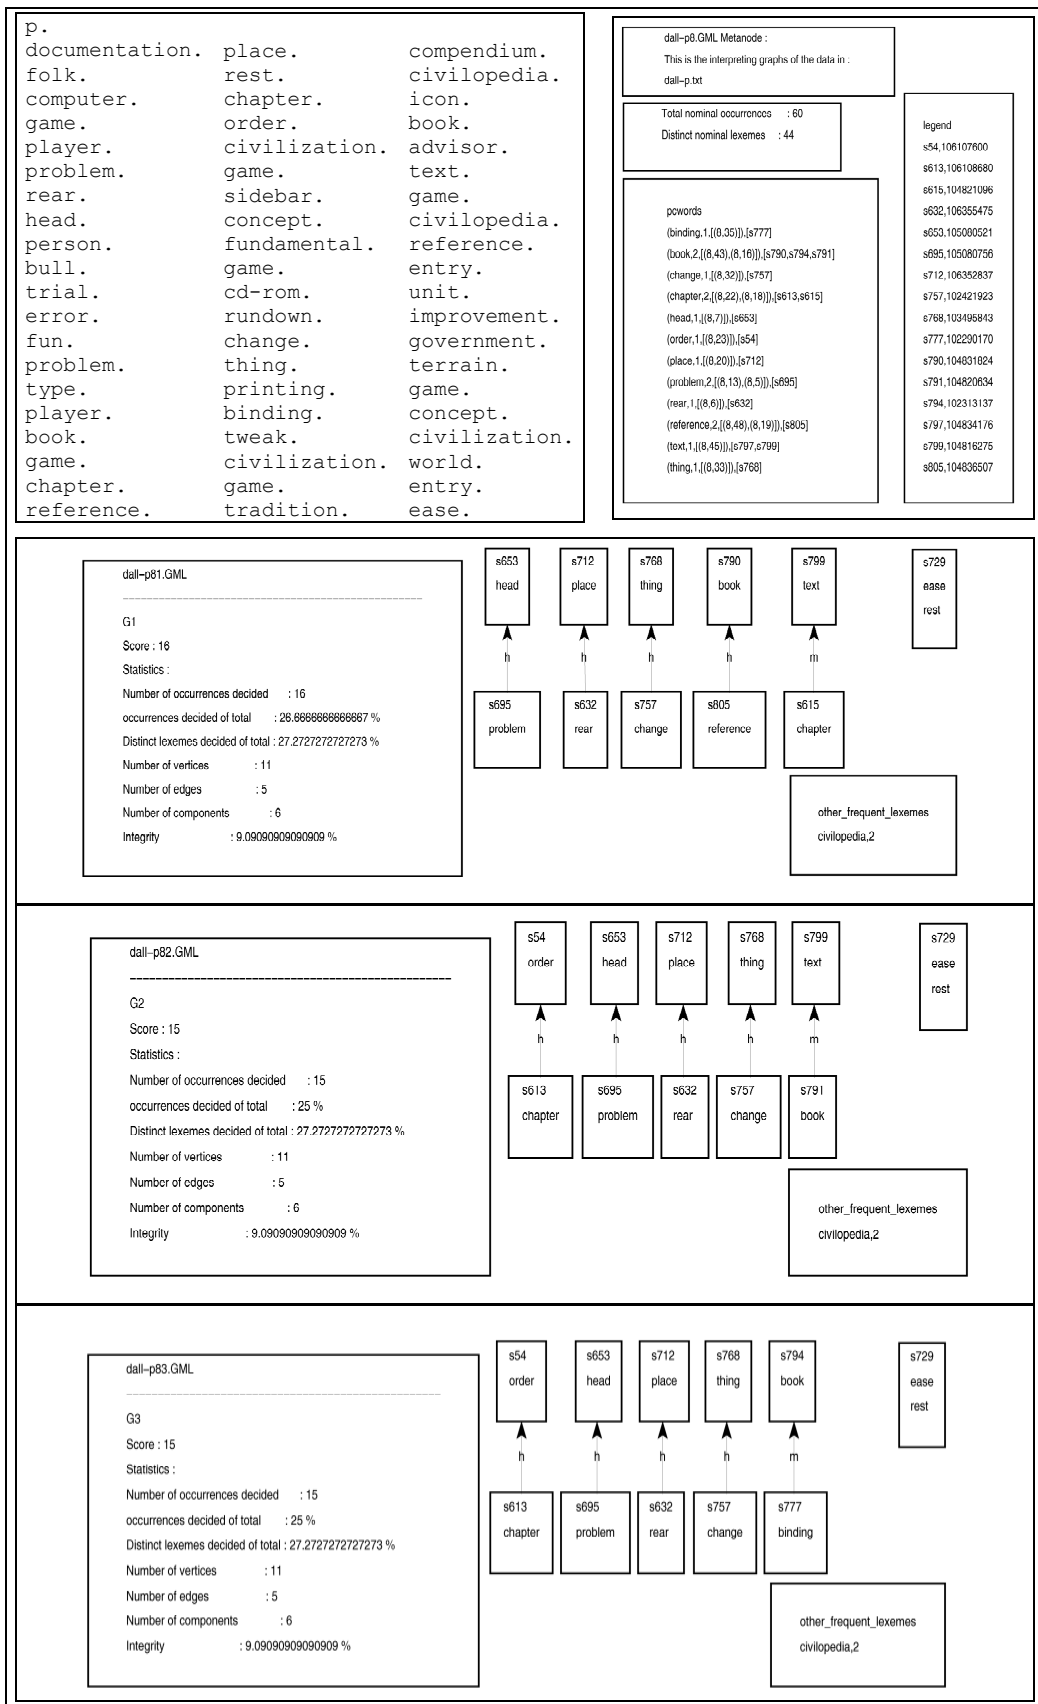 p.
documentation. place. compendium.
folk. rest. civilopedia.
computer. chapter. icon.
game. order. book.
player. civilization. advisor.
problem. game. text.
rear. sidebar. game.
head. concept. civilopedia.
person. fundamental. reference.
bull. game. entry.
trial. cd-rom. unit.
error. rundown. improvement.
fun. change. government.
problem. thing. terrain.
type. printing. game.
player. binding. concept.
book. tweak. civilization.
game. civilization. world.
chapter. game. entry.
reference. tradition. ease.
dall-p8.GML Metanode :
This is the interpreting graphs of the data in :
dall-p.txt
Total nominal occurrences : 60
Distinct nominal lexemes : 44
pcwords
(binding,1,[(8,35)]),[s777]
(book,2,[(8,43),(8,16)]),[s790,s794,s791]
(change,1,[(8,32)]),[s757]
(chapter,2,[(8,22),(8,18)]),[s613,s615]
(head,1,[(8,7)]),[s653]
(order,1,[(8,23)]),[s54]
(place,1,[(8,20)]),[s712]
(problem,2,[(8,13),(8,5)]),[s695]
(rear,1,[(8,6)]),[s632]
(reference,2,[(8,48),(8,19)]),[s805]
(text,1,[(8,45)]),[s797,s799]
(thing,1,[(8,33)]),[s768]
legend
s54,106107600
s613,106108680
s615,104821096
s632,106355475
s653,105080521
s695,105080756
s712,106352837
s757,102421923
s768,103495843
s777,102290170
s790,104831824
s791,104820634
s794,102313137
s797,104834176
s799,104816275
s805,104836507
dall-p81.GML
G1
Score : 16
Statistics :
Number of occurrences decided : 16
occurrences decided of total : 26.6666666666667 %
Distinct lexemes decided of total : 27.2727272727273 %
Number of vertices : 11
Number of edges : 5
Number of components : 6
Integrity : 9.09090909090909 %
s653 s712 s768 s790 s799 s729
head place thing book text ease
rest
h h h h m
s695 s632 s757 s805 s615
problem rear change reference chapter
other_frequent_lexemes
civilopedia,2
dall-p82.GML
G2
Score : 15
Statistics :
Number of occurrences decided : 15
occurrences decided of total : 25 %
Distinct lexemes decided of total : 27.2727272727273 %
Number of vertices : 11
Number of edges : 5
Number of components : 6
Integrity : 9.09090909090909 %
s54 s653 s712 s768 s799 s729
order head place thing text ease
rest
h h h h m
s613 s695 s632 s757 s791
chapter problem rear change book
other_frequent_lexemes
civilopedia,2
dall-p83.GML
G3
Score : 15
Statistics :
Number of occurrences decided : 15
occurrences decided of total : 25 %
Distinct lexemes decided of total : 27.2727272727273 %
Number of vertices : 11
Number of edges : 5
Number of components : 6
Integrity : 9.09090909090909 %
s54 s653 s712 s768 s794 s729
order head place thing book ease
rest
h h h h m
s613 s695 s632 s757 s777
chapter problem rear change binding
other_frequent_lexemes
civilopedia,2